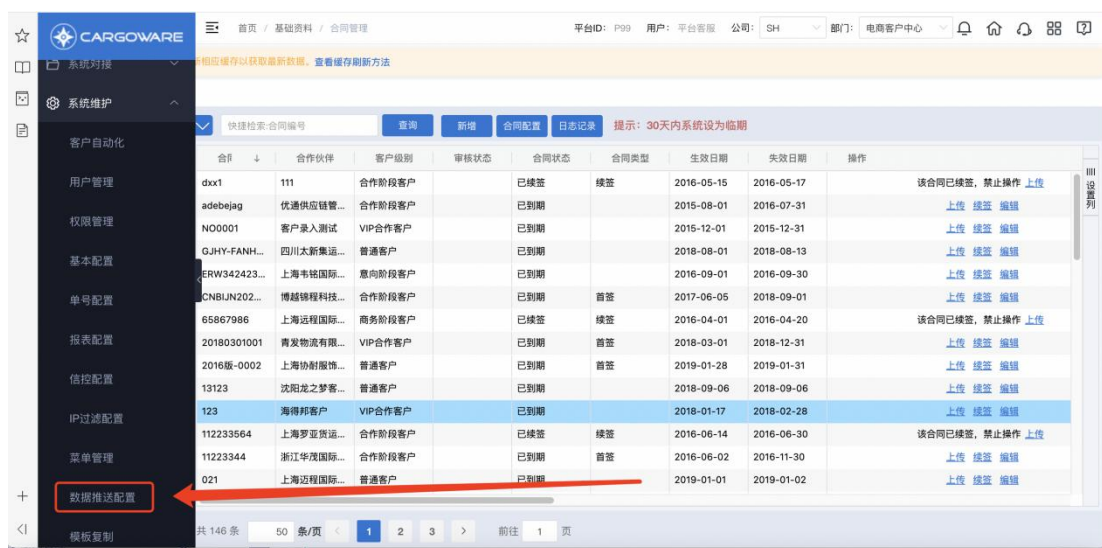 CARGOWARE
首页 / 基础资料 / 合同管理
平台ID: P99 用户: 平台客服 公司: SH 部门: 电商客户中心
系统对接
相应缓存以获取最新数据。查看缓存刷新方法
系统维护
客户自动化
用户管理
权限管理
基本配置
单号配置
报表配置
信控配置
IP过滤配置
菜单管理
数据推送配置
模板复制
快捷检索:合同编号 查询 新增 合同配置 日志记录 提示: 30天内系统设为临期
合作伙伴 客户级别 审核状态 合同状态 合同类型 生效日期 失效日期 操作
dxx1 111 合作阶段客户 已续签 续签 2016-05-15 2016-05-17 该合同已续签, 禁止操作 上传
adebejag 优通供应链管... 合作阶段客户 已到期 2015-08-01 2016-07-31 上传 续签 编辑
NO0001 客户录入测试 VIP合作客户 已到期 2015-12-01 2015-12-31 上传 续签 编辑
GJHY-FANH... 四川太新集运... 普通客户 已到期 2018-08-01 2018-08-13 上传 续签 编辑
ERW342423... 上海韦铭国际... 意向阶段客户 已到期 2016-09-01 2016-09-30 上传 续签 编辑
CNBIJN202... 博越锦程科技... 合作阶段客户 已到期 首签 2017-06-05 2018-09-01 上传 续签 编辑
65867986 上海远程国际... 商务阶段客户 已续签 续签 2016-04-01 2016-04-20 该合同已续签, 禁止操作 上传
20180301001 青发物流有限... VIP合作客户 已到期 首签 2018-03-01 2018-12-31 上传 续签 编辑
2016版-0002 上海协耐服饰... 普通客户 已到期 首签 2019-01-28 2019-01-31 上传 续签 编辑
13123 沈阳龙之梦客... 普通客户 已到期 2018-09-06 2018-09-06 上传 续签 编辑
123 海得邦客户 VIP合作客户 已到期 2018-01-17 2018-02-28 上传 续签 编辑
112233564 上海罗亚货运... 合作阶段客户 已续签 续签 2016-06-14 2016-06-30 该合同已续签, 禁止操作 上传
11223344 浙江华茂国际... 合作阶段客户 已到期 首签 2016-06-02 2016-11-30 上传 续签 编辑
021 上海迈程国际... 普通客户 已到期 2019-01-01 2019-01-02 上传 续签 编辑
设置列
共 146 条 50 条/页 1 2 3 前往 1 页